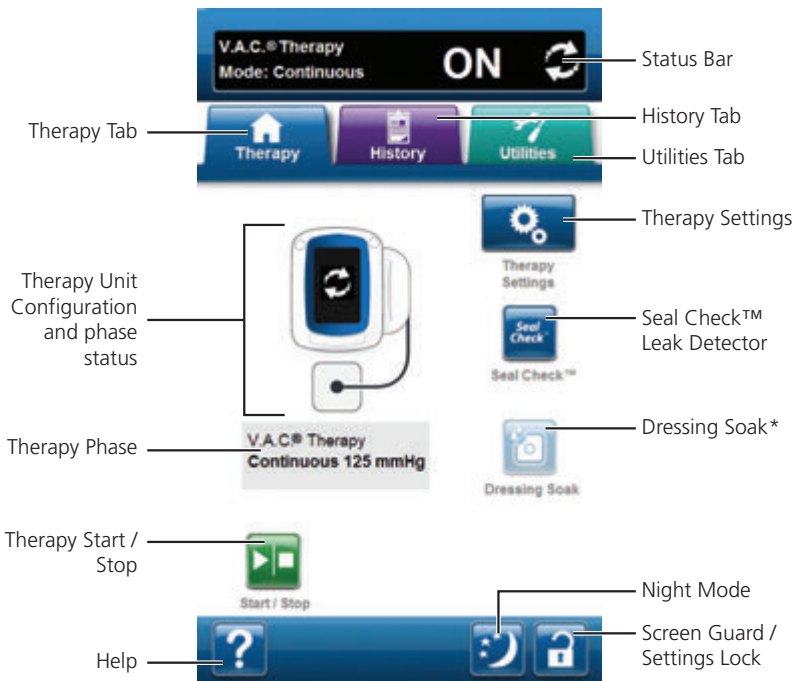 V.A.C.® Therapy
Mode: Continuous
ON
Status Bar
Therapy Tab
Therapy
History
Utilities
History Tab
Utilities Tab
Therapy Settings
Therapy
Settings
Therapy Unit
Configuration
and phase
status
Seal
Check™
Seal Check™
Leak Detector
Seal Check™
Therapy Phase
V.A.C® Therapy
Continuous 125 mmHg
Dressing Soak*
Dressing Soak
Therapy Start /
Stop
Start / Stop
Night Mode
Screen Guard /
Settings Lock
Help
?